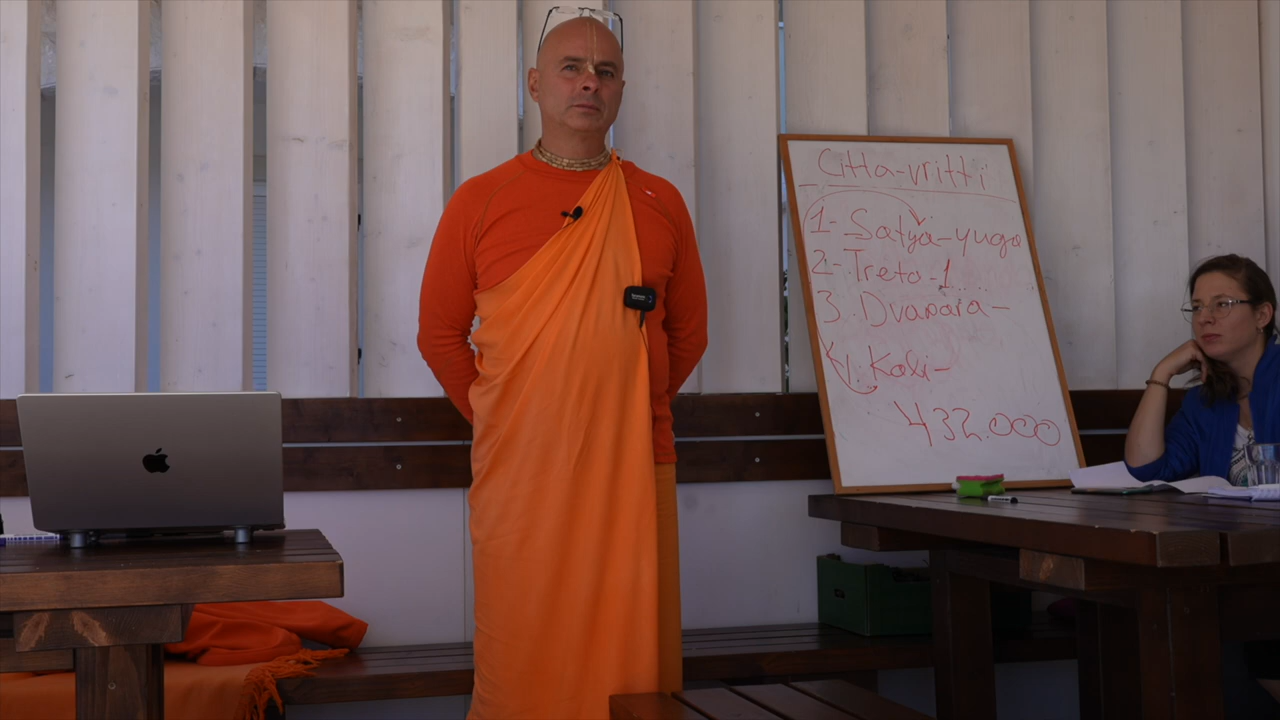 Citta-vritti
1- Satya-yuga
2- Treta-1.....
3. Dvapara-
4. Kali-
432.000